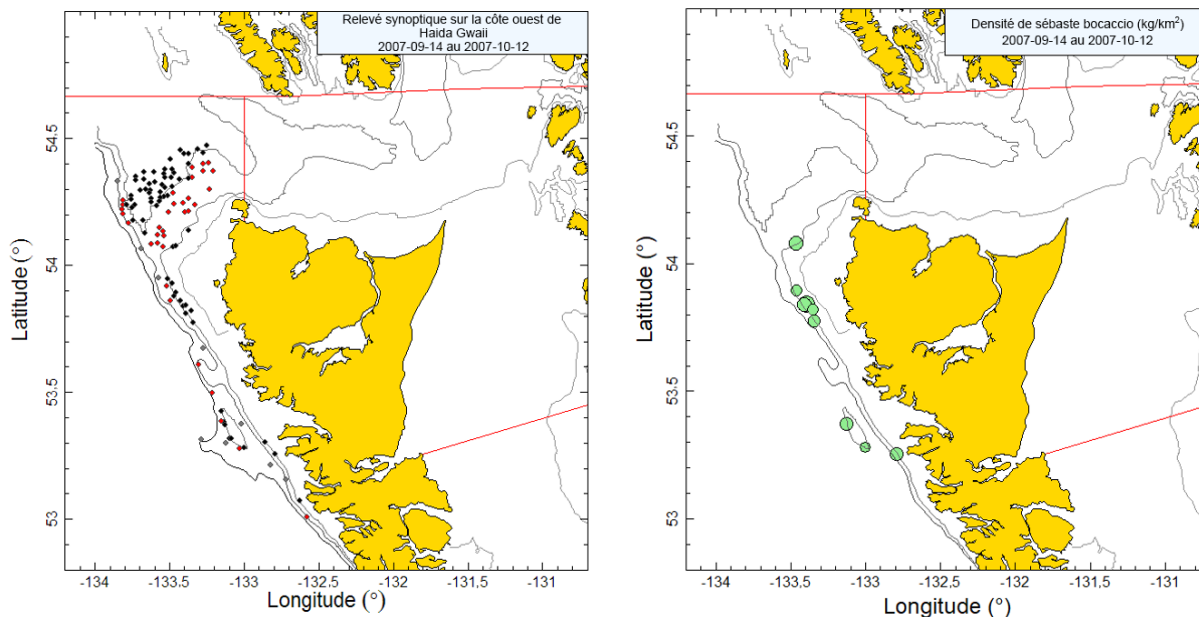 Relevé synoptique sur la côte ouest de
Haida Gwaii
2007-09-14 au 2007-10-12
54.5
54
53.5
53
Latitude (°)
-134
-133.5
-133
-132.5
-132
-131.5
-131
Longitude (°)
Densité de sébaste bocaccio (kg/km²)
2007-09-14 au 2007-10-12
54.5
54
53.5
53
Latitude (°)
-134
-133.5
-133
-132.5
-132
-131.5
-131
Longitude (°)